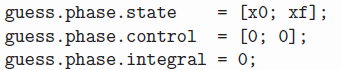 guess.phase.state    = [x0; xf];
guess.phase.control  = [0; 0];
guess.phase.integral = 0;